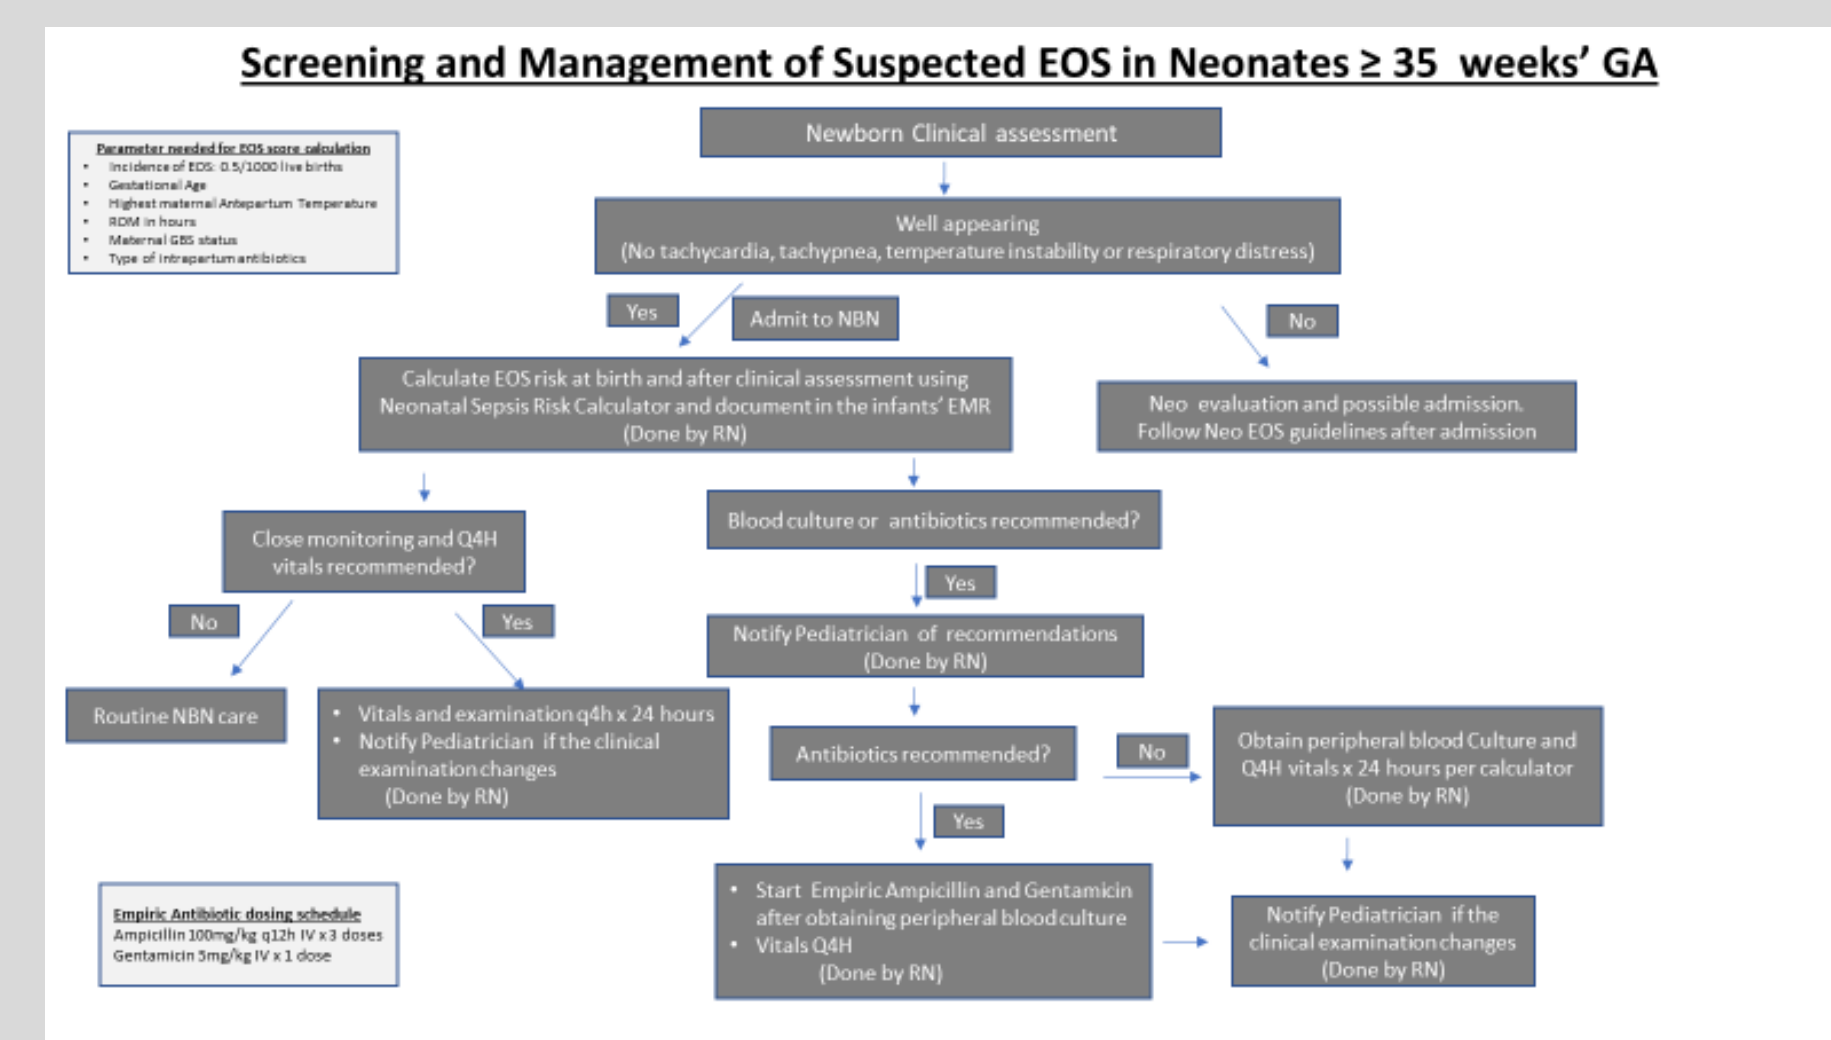 Screening and Management of Suspected EOS in Neonates ≥ 35 weeks' GA
Newborn Clinical assessment
Parameter needed for EOS score calculation
• Incidence of EOS: 0.5/1000 live births
• Gestational Age
• Highest maternal Antepartum Temperature
• ROM in hours
• Maternal GBS status
• Type of intrapartum antibiotics
Well appearing
(No tachycardia, tachypnea, temperature instability or respiratory distress)
Yes
Admit to NBN
No
Calculate EOS risk at birth and after clinical assessment using
Neonatal Sepsis Risk Calculator and document in the infants' EMR
(Done by RN)
Neo evaluation and possible admission.
Follow Neo EOS guidelines after admission
Close monitoring and Q4H
vitals recommended?
Blood culture or antibiotics recommended?
Yes
No
Yes
Notify Pediatrician of recommendations
(Done by RN)
Routine NBN care
• Vitals and examination q4h x 24 hours
• Notify Pediatrician if the clinical
examination changes
(Done by RN)
Antibiotics recommended?
No
Obtain peripheral blood Culture and
Q4H vitals x 24 hours per calculator
(Done by RN)
Yes
Empiric Antibiotic dosing schedule
Ampicillin 100mg/kg q12h IV x 3 doses
Gentamicin 5mg/kg IV x 1 dose
• Start Empiric Ampicillin and Gentamicin
after obtaining peripheral blood culture
• Vitals Q4H
(Done by RN)
Notify Pediatrician if the
clinical examination changes
(Done by RN)